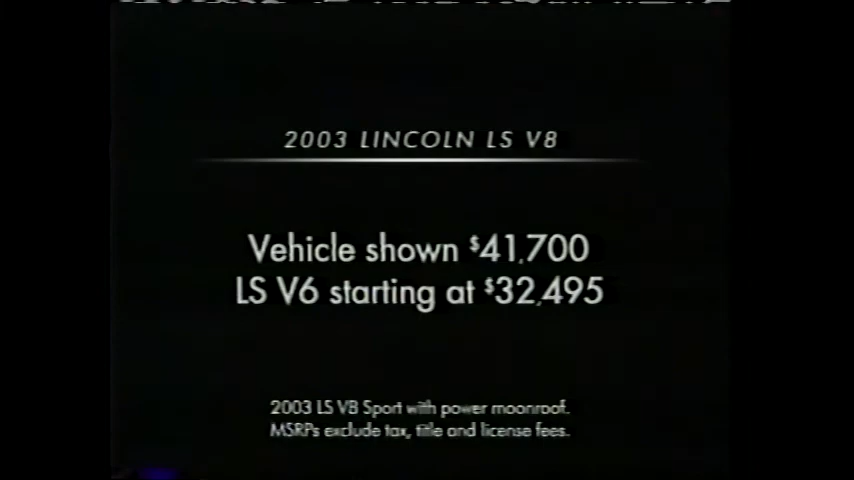 2003 LINCOLN LS V8
Vehicle shown $41,700
LS V6 starting at $32,495
2003 LS V8 Sport with power moonroof.
MSRPs exclude tax, title and license fees.